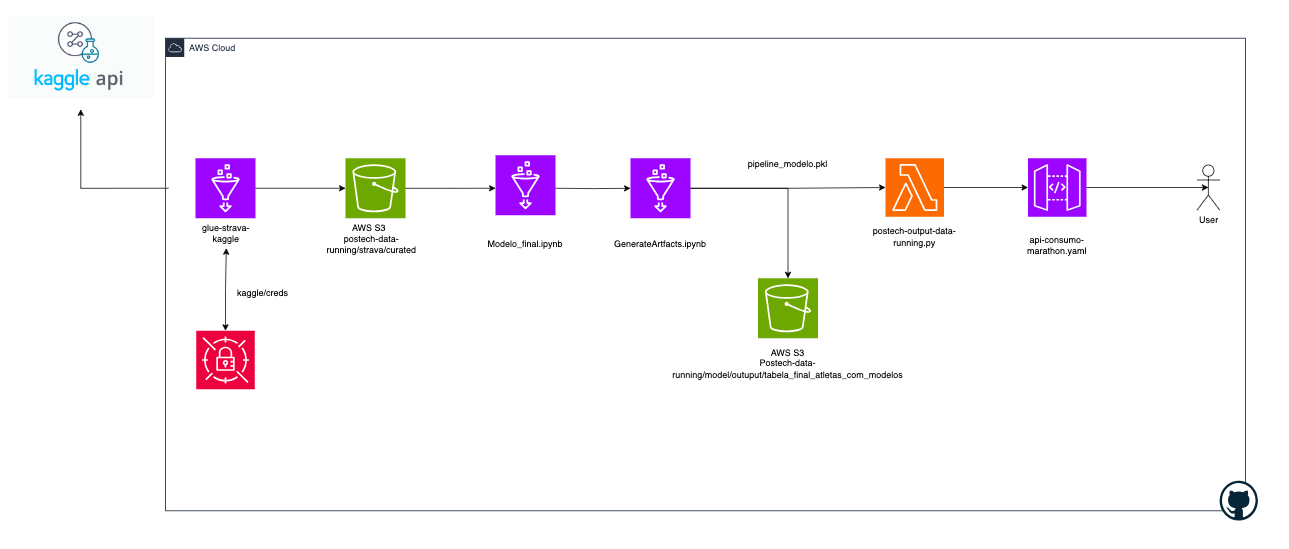 kaggle api
AWS Cloud
glue-strava-
kaggle
AWS S3
postech-data-
running/strava/curated
Modelo_final.ipynb
GenerateArtfacts.ipynb
pipeline_modelo.pkl
postech-output-data-
running.py
api-consumo-
marathon.yaml
User
kaggle/creds
AWS S3
Postech-data-
running/model/outuput/tabela_final_atletas_com_modelos